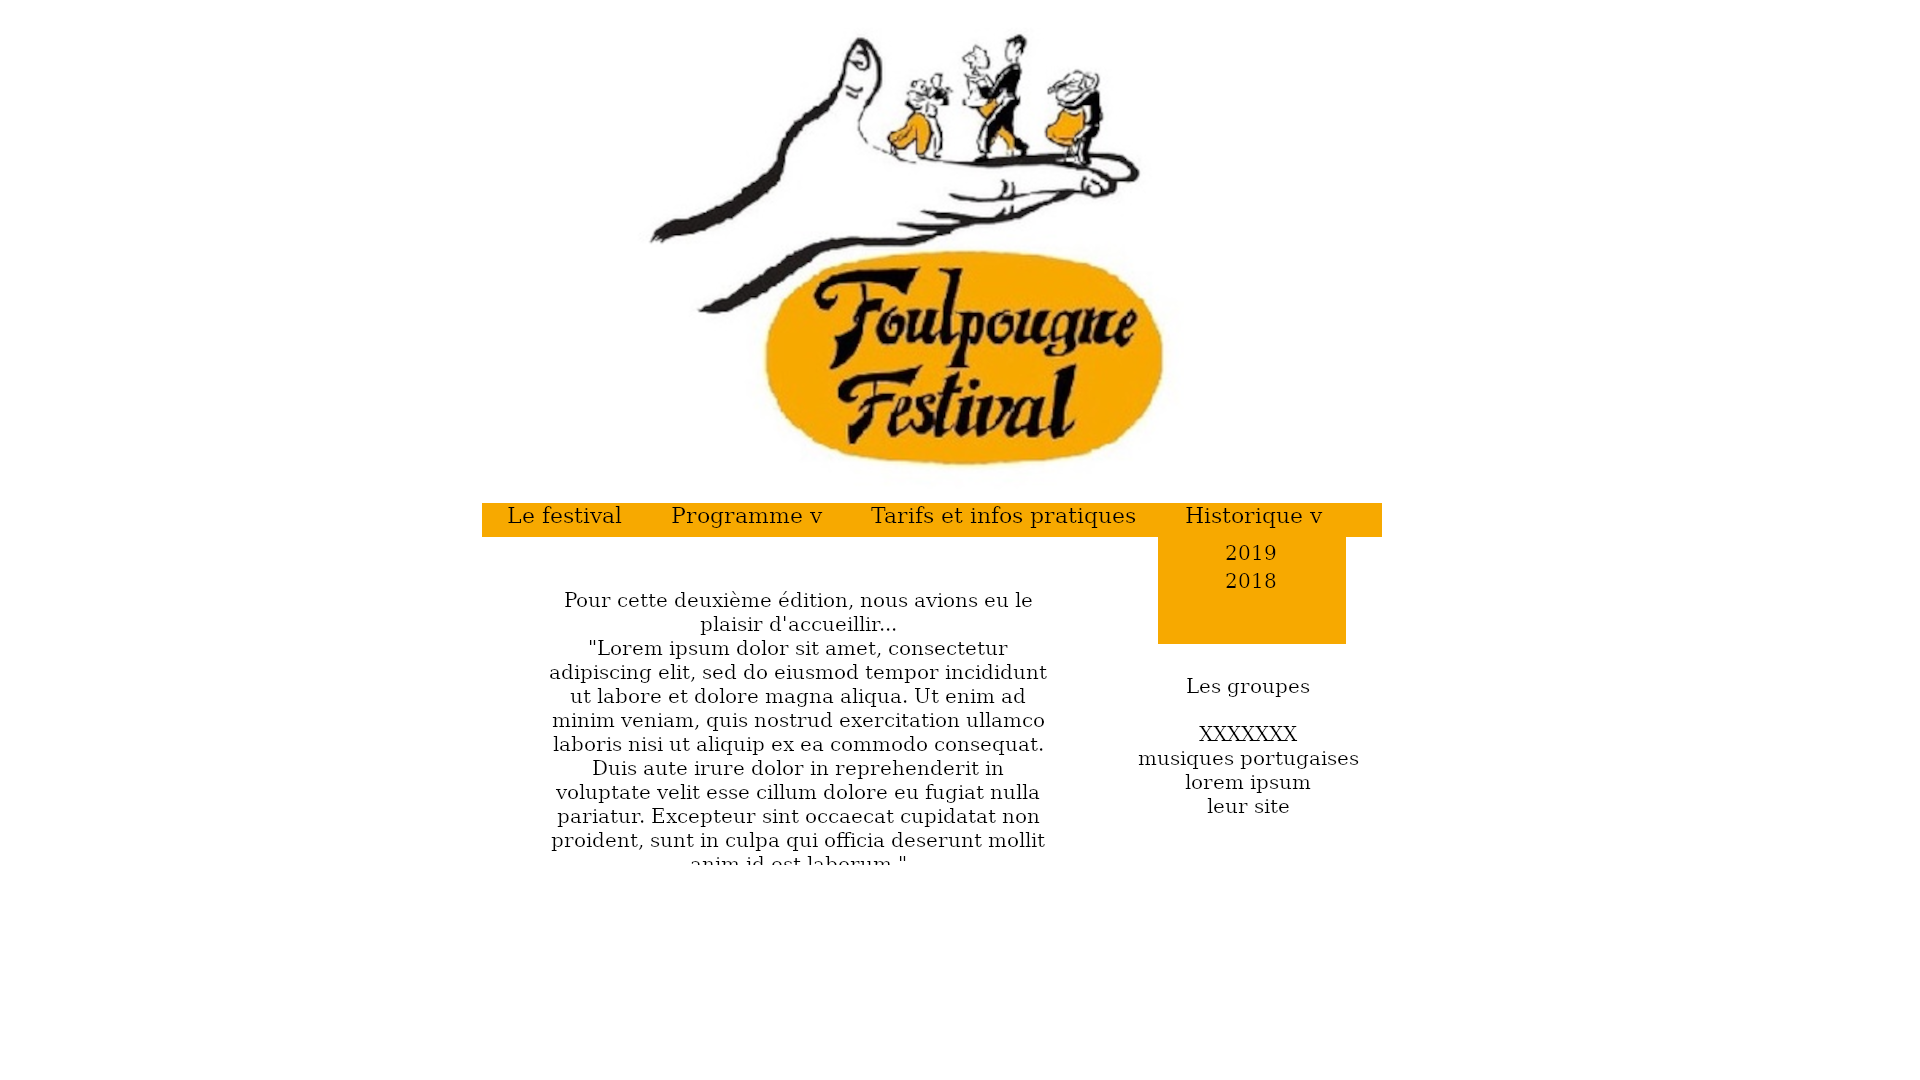 Foulpougne
Festival
Le festival Programme v Tarifs et infos pratiques Historique v
2019
2018
Pour cette deuxième édition, nous avions eu le
plaisir d'accueillir...
"Lorem ipsum dolor sit amet, consectetur
adipiscing elit, sed do eiusmod tempor incididunt
ut labore et dolore magna aliqua. Ut enim ad
minim veniam, quis nostrud exercitation ullamco
laboris nisi ut aliquip ex ea commodo consequat.
Duis aute irure dolor in reprehenderit in
voluptate velit esse cillum dolore eu fugiat nulla
pariatur. Excepteur sint occaecat cupidatat non
proident, sunt in culpa qui officia deserunt mollit
anim id est laborum."
Les groupes
XXXXXXX
musiques portugaises
lorem ipsum
leur site